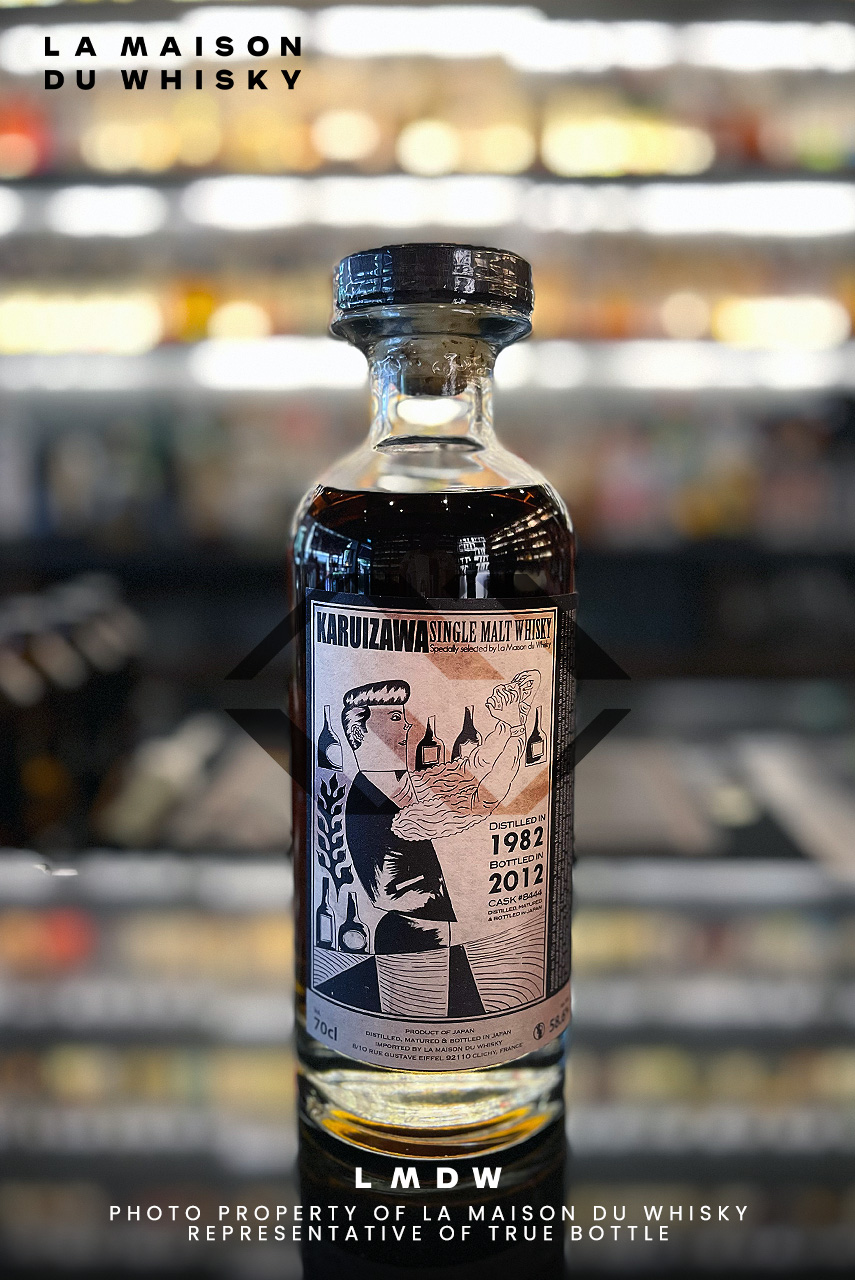 LA MAISON
DU WHISKY
KARUIZAWA SINGLE MALT WHISKY
Specially selected by La Maison du Whisky
DISTILLED IN
1982
BOTTLED IN
2012
CASK #8444
DISTILLED, MATURED
& BOTTLED IN JAPAN
70cl
PRODUCT OF JAPAN
DISTILLED, MATURED & BOTTLED IN JAPAN
IMPORTED BY LA MAISON DU WHISKY
8/10 RUE GUSTAVE EIFFEL 92110 CLICHY, FRANCE
LMDW
PHOTO PROPERTY OF LA MAISON DU WHISKY
REPRESENTATIVE OF TRUE BOTTLE